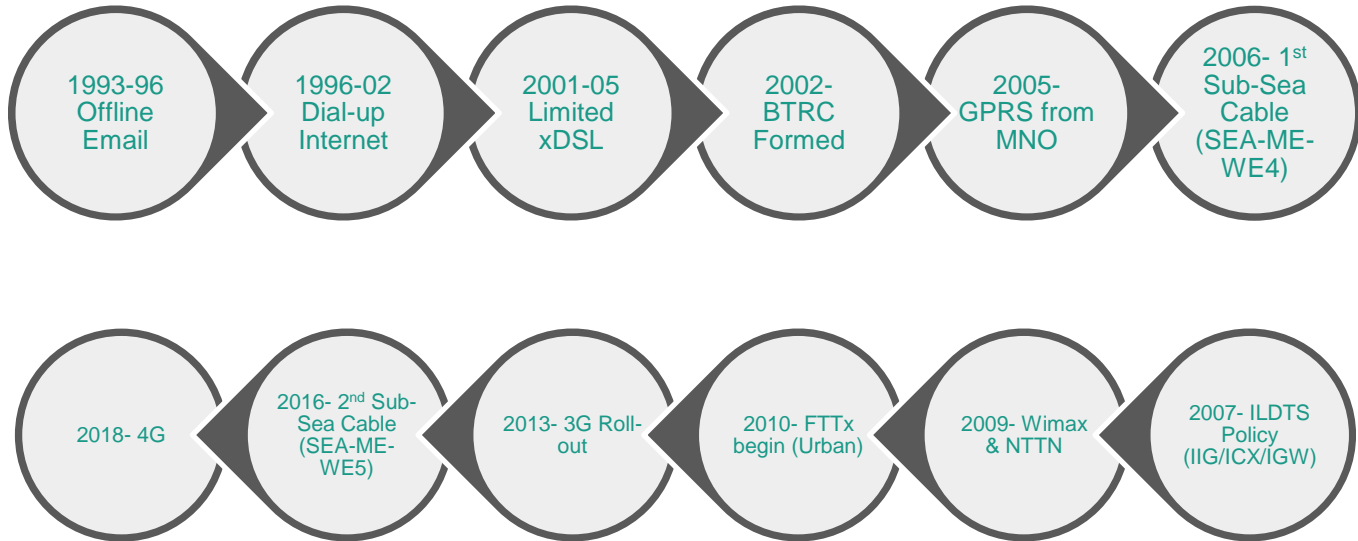 1993-96
Offline
Email
1996-02
Dial-up
Internet
2001-05
Limited
xDSL
2002-
BTRC
Formed
2005-
GPRS from
MNO
2006- 1st
Sub-Sea
Cable
(SEA-ME-
WE4)
2007- ILDTS
Policy
(IIG/ICX/IGW)
2009- Wimax
& NTTN
2010- FTTx
begin (Urban)
2013- 3G Roll-
out
2016- 2nd Sub-
Sea Cable
(SEA-ME-
WE5)
2018- 4G